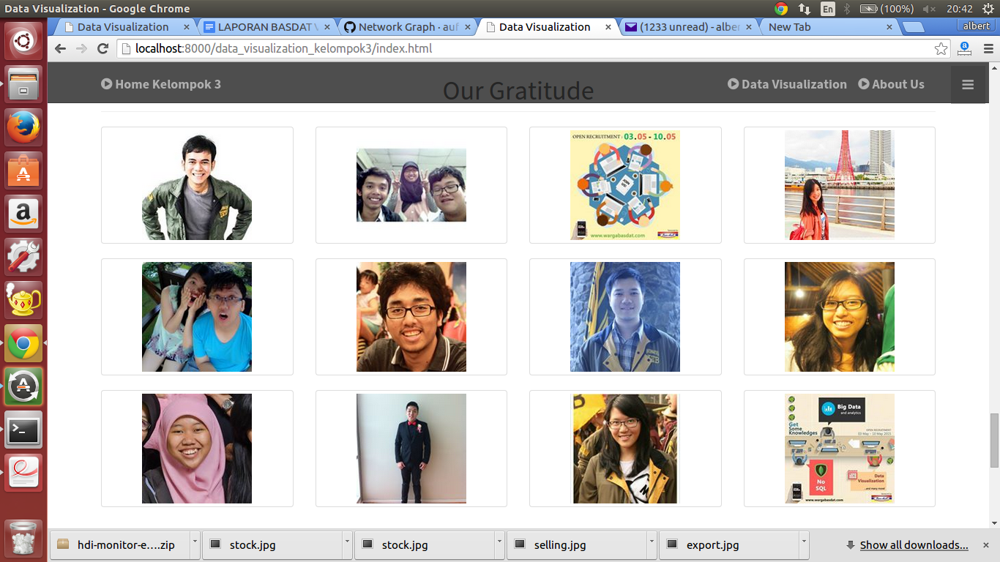 Data Visualization - Google Chrome
En
(100%)
20:42
Data Visualization
LAPORAN BASDAT V
Network Graph · auf
Data Visualization
(1233 unread) - alber
New Tab
albert
localhost:8000/data_visualization_kelompok3/index.html
Home Kelompok 3
Our Gratitude
Data Visualization
About Us
OPEN RECRUITMENT : 03.05 - 10.05
www.wargabasdat.com
Big Data
and analytics
Get
Some
Knowledges
OPEN RECRUITMENT
03 May - 10 May 2015
No
SQL
Data
Visualization
...and many more!
www.wargabasdat.com
hdi-monitor-e....zip
stock.jpg
stock.jpg
selling.jpg
export.jpg
Show all downloads...